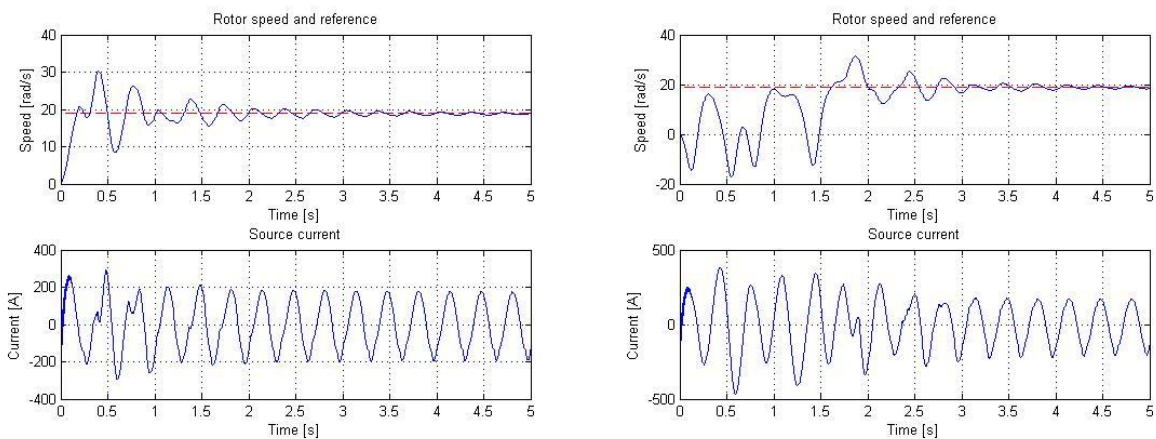 Rotor speed and reference
Speed [rad/s]
40
30
20
10
0
0 0.5 1 1.5 2 2.5 3 3.5 4 4.5 5
Time [s]
Source current
Current [A]
400
200
0
-200
-400
0 0.5 1 1.5 2 2.5 3 3.5 4 4.5 5
Time [s]
Rotor speed and reference
Speed [rad/s]
40
20
0
-20
0 0.5 1 1.5 2 2.5 3 3.5 4 4.5 5
Time [s]
Source current
Current [A]
500
0
-500
0 0.5 1 1.5 2 2.5 3 3.5 4 4.5 5
Time [s]